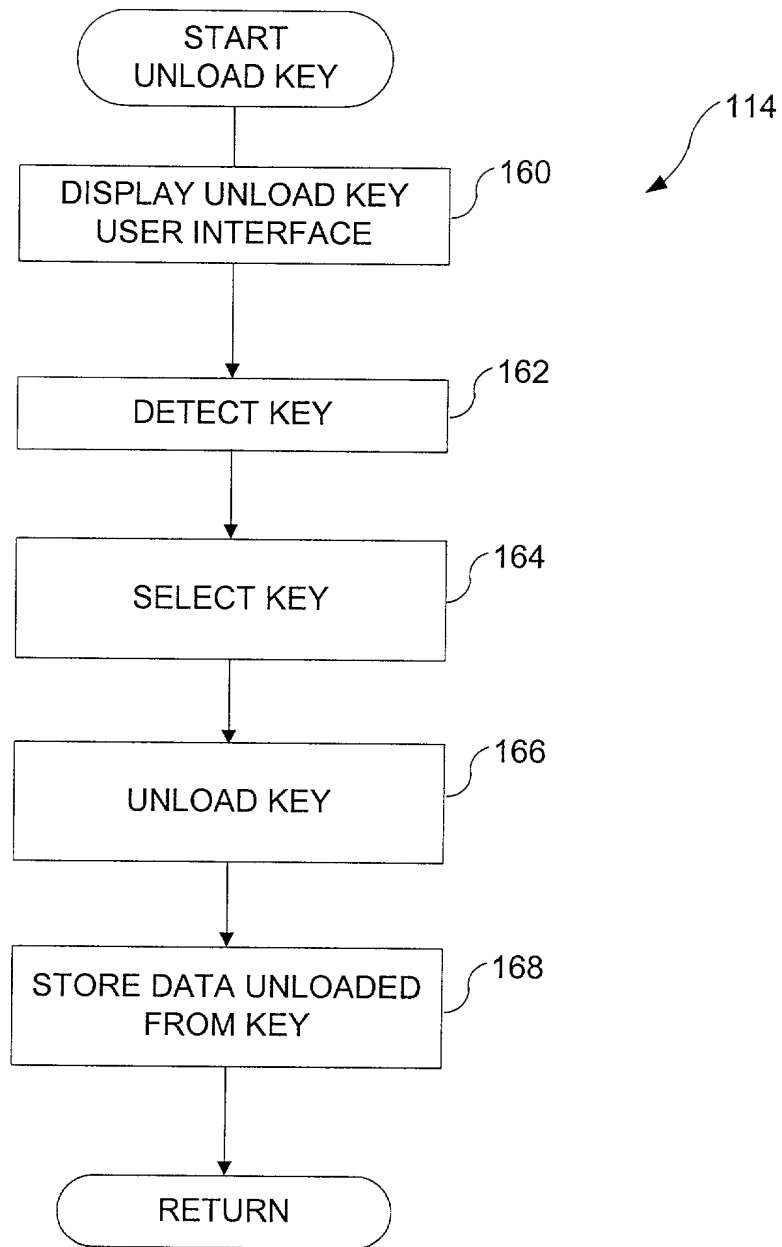 START
UNLOAD KEY
114
160
DISPLAY UNLOAD KEY
USER INTERFACE
162
DETECT KEY
164
SELECT KEY
166
UNLOAD KEY
168
STORE DATA UNLOADED
FROM KEY
RETURN